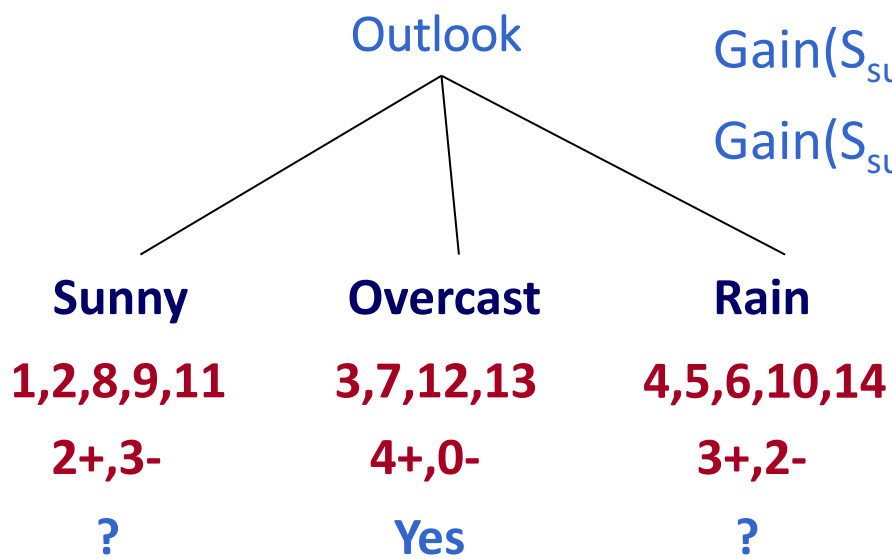 Outlook
Gain(S
Gain(S
Sunny Overcast Rain
1,2,8,9,11 3,7,12,13 4,5,6,10,14
2+,3- 4+,0- 3+,2-
? Yes ?